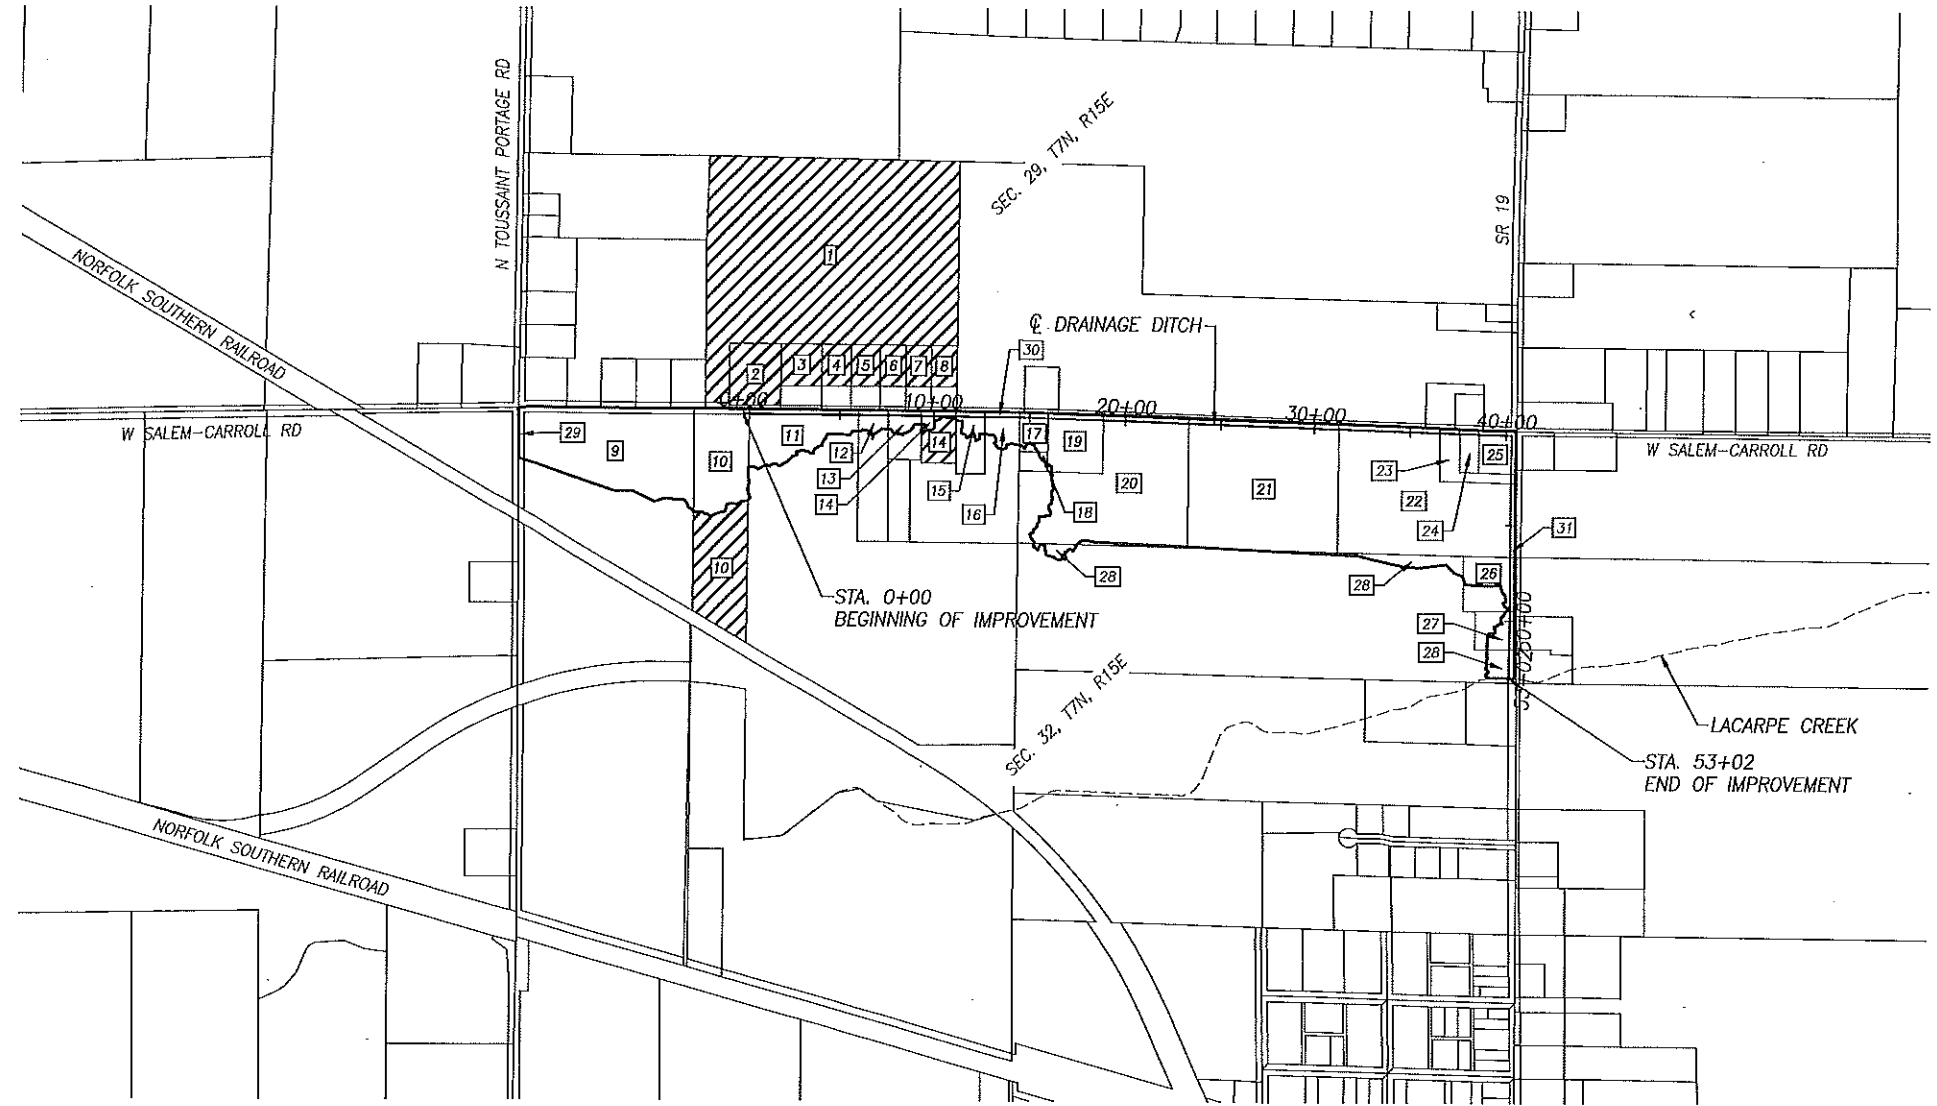 N TOUSSAINT PORTAGE RD
SEC. 29, T7N, R15E
SR 19
NORFOLK SOUTHERN RAILROAD
1
℄ DRAINAGE DITCH
30
2
3
4
5
6
7
8
0+00
10+00
20+00
30+00
40+00
W SALEM-CARROLL RD
29
9
10
11
12
13
14
14
15
16
17
18
19
20
21
22
23
24
25
W SALEM-CARROLL RD
31
10
28
28
26
27
28
50+00
STA. 0+00
BEGINNING OF IMPROVEMENT
SEC. 32, T7N, R15E
LACARPE CREEK
STA. 53+02
END OF IMPROVEMENT
NORFOLK SOUTHERN RAILROAD